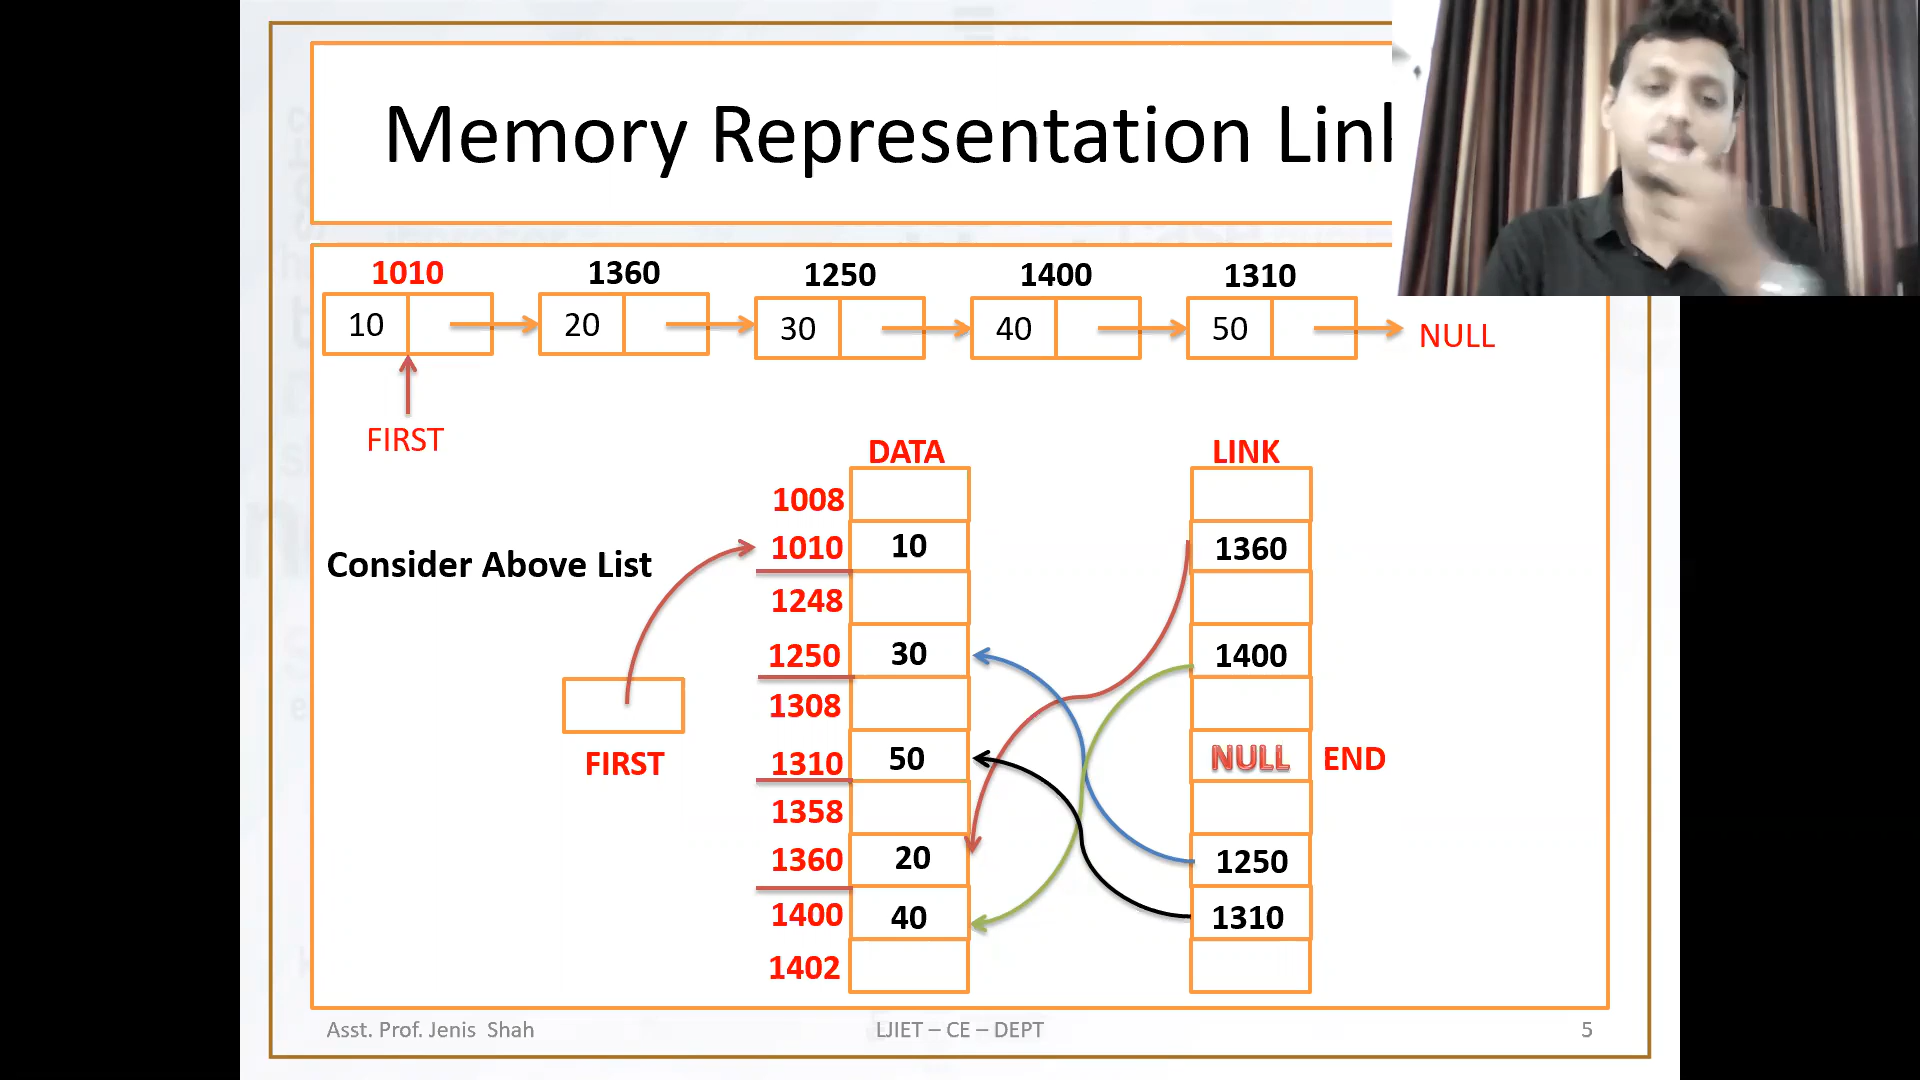 Memory Representation Link
1010 1360 1250 1400 1310
10 20 30 40 50 NULL
FIRST
DATA LINK
1008
1010 10 1360
Consider Above List
1248
1250 30 1400
1308
FIRST
1310 50 NULL END
1358
1360 20 1250
1400 40 1310
1402
Asst. Prof. Jenis Shah LJIET – CE – DEPT 5